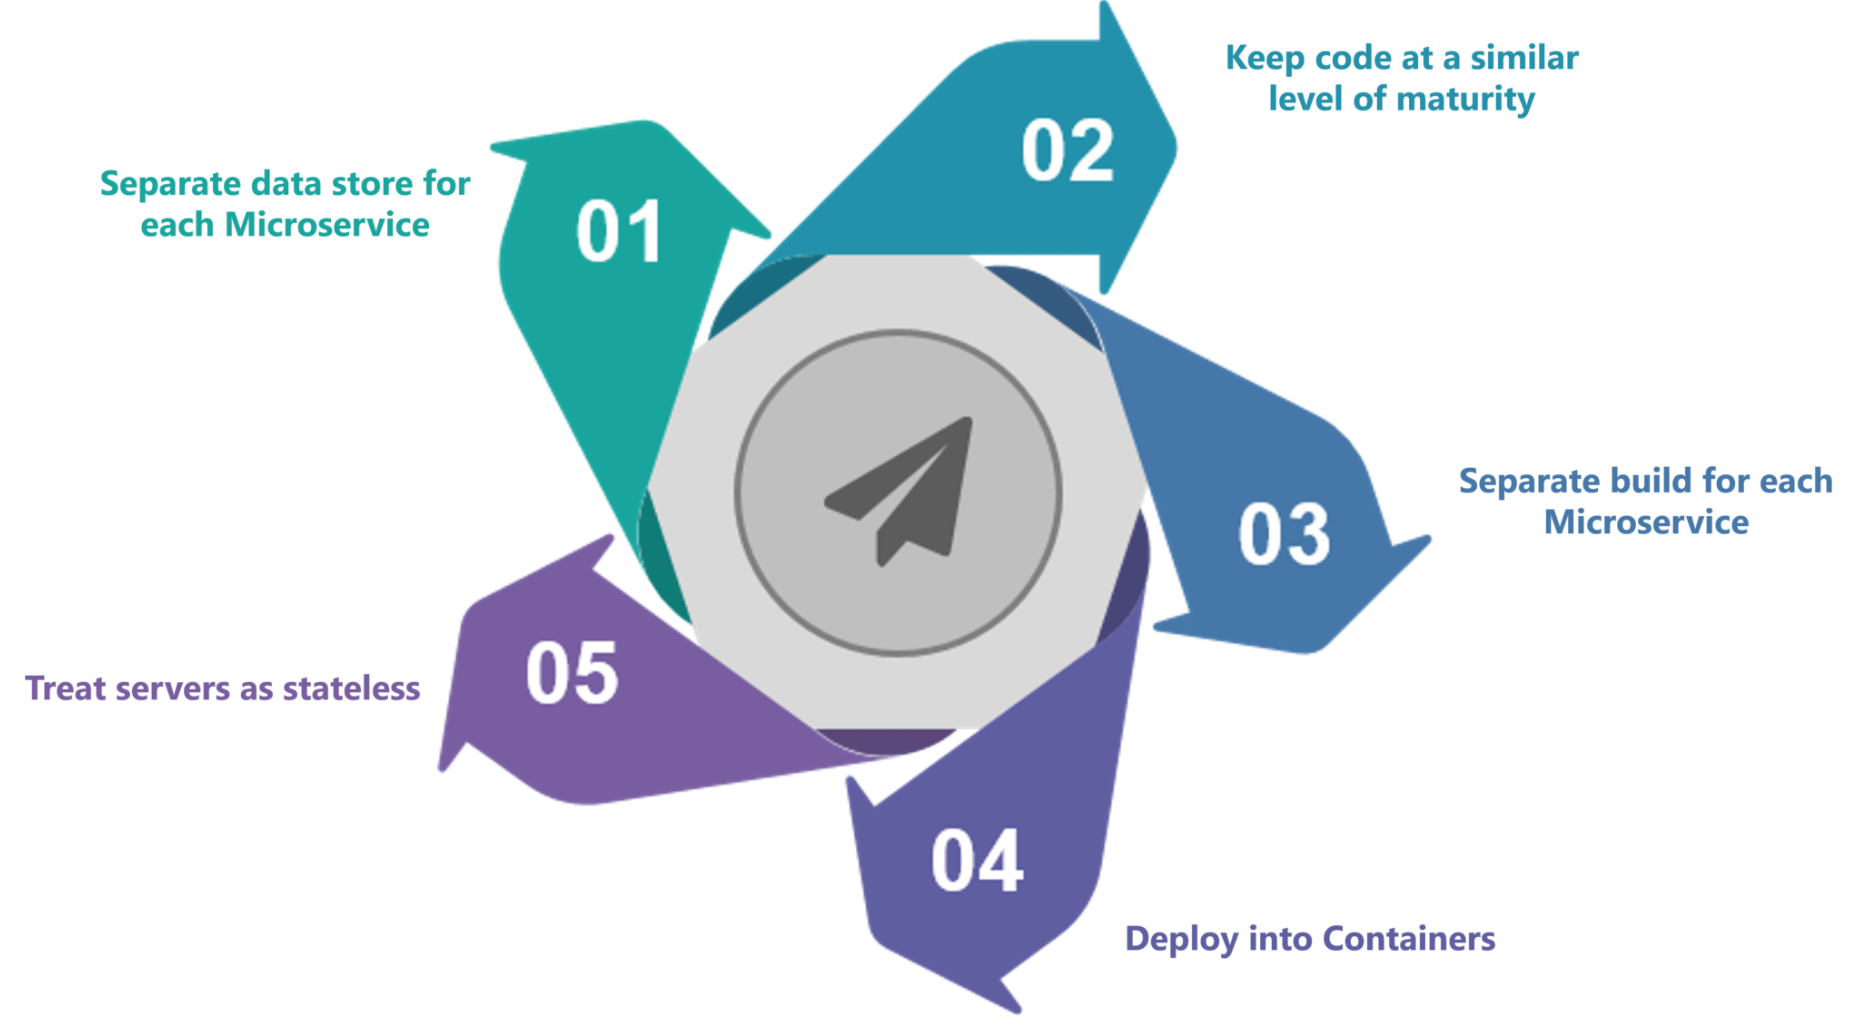 01
Separate data store for
each Microservice
02
Keep code at a similar
level of maturity
03
Separate build for each
Microservice
04
Deploy into Containers
05
Treat servers as stateless